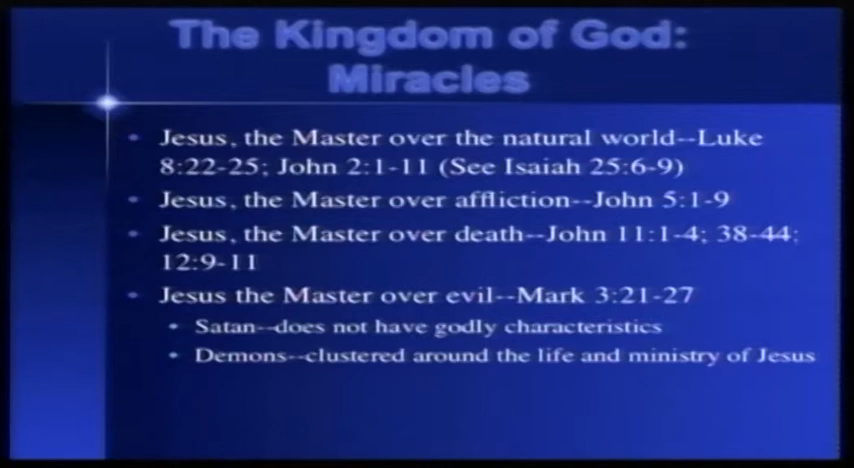 The Kingdom of God:
Miracles
• Jesus, the Master over the natural world--Luke
8:22-25; John 2:1-11 (See Isaiah 25:6-9)
• Jesus, the Master over affliction--John 5:1-9
• Jesus, the Master over death--John 11:1-4; 38-44;
12:9-11
• Jesus the Master over evil--Mark 3:21-27
• Satan--does not have godly characteristics
• Demons--clustered around the life and ministry of Jesus